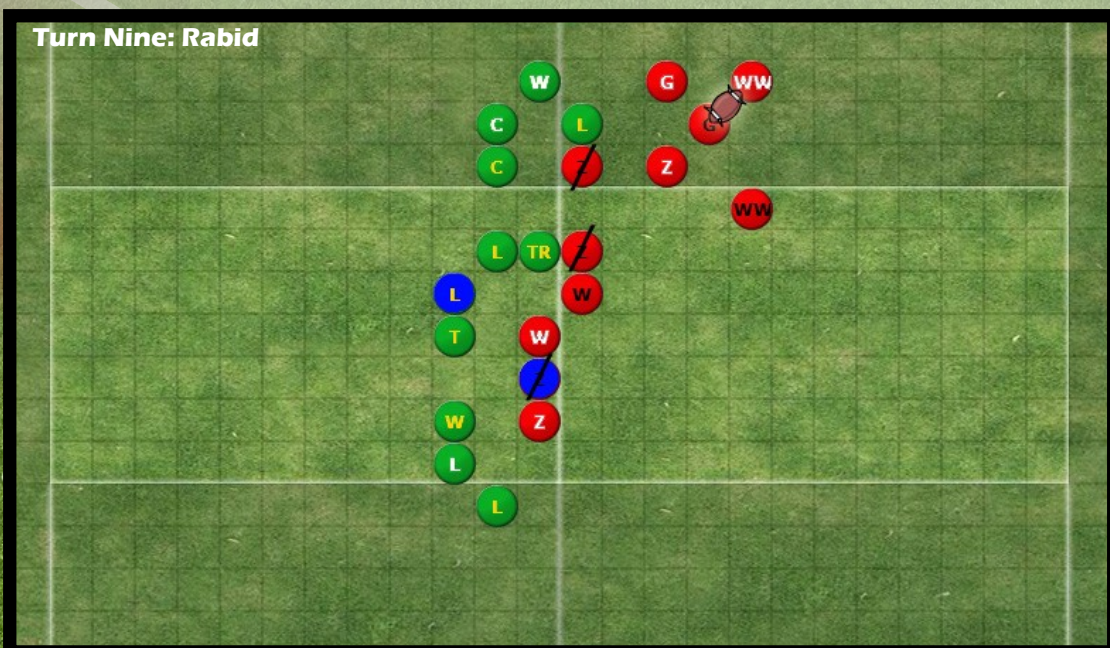 Turn Nine: Rabid
W G WW
C L G
C Z Z
WW
L TR Z
L W
T W
Z
W Z
L
L